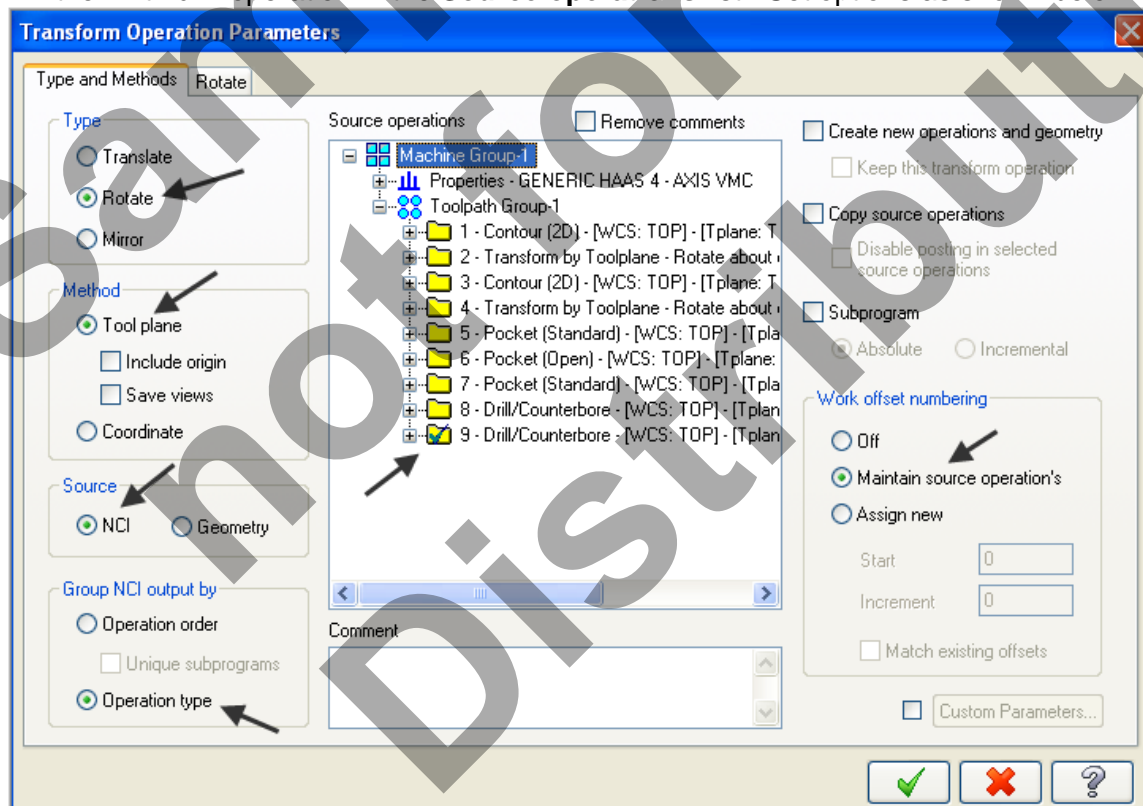 Transform Operation Parameters
Type and Methods
Rotate
Type
Translate
Rotate
Mirror
Method
Tool plane
Include origin
Save views
Coordinate
Source
NCI
Geometry
Group NCI output by
Operation order
Unique subprograms
Operation type
Source operations
Remove comments
Machine Group-1
Properties - GENERIC HAAS 4 - AXIS VMC
Toolpath Group-1
1 - Contour (2D) - [WCS: TOP] - [Tplane: T
2 - Transform by Toolplane - Rotate about
3 - Contour (2D) - [WCS: TOP] - [Tplane: T
4 - Transform by Toolplane - Rotate about
5 - Pocket (Standard) - [WCS: TOP] - [Tpla
6 - Pocket (Open) - [WCS: TOP] - [Tplane:
7 - Pocket (Standard) - [WCS: TOP] - [Tpla
8 - Drill/Counterbore - [WCS: TOP] - [Tplan
9 - Drill/Counterbore - [WCS: TOP] - [Tplan
Comment
Create new operations and geometry
Keep this transform operation
Copy source operations
Disable posting in selected
source operations
Subprogram
Absolute
Incremental
Work offset numbering
Off
Maintain source operation's
Assign new
Start 0
Increment 0
Match existing offsets
Custom Parameters...